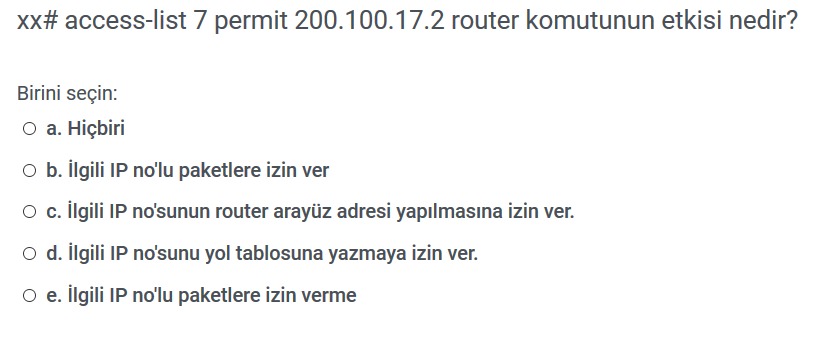 xx# access-list 7 permit 200.100.17.2 router komutunun etkisi nedir?
Birini seçin:
a. Hiçbiri
b. İlgili IP no'lu paketlere izin ver
c. İlgili IP no'sunun router arayüz adresi yapılmasına izin ver.
d. İlgili IP no'sunu yol tablosuna yazmaya izin ver.
e. İlgili IP no'lu paketlere izin verme